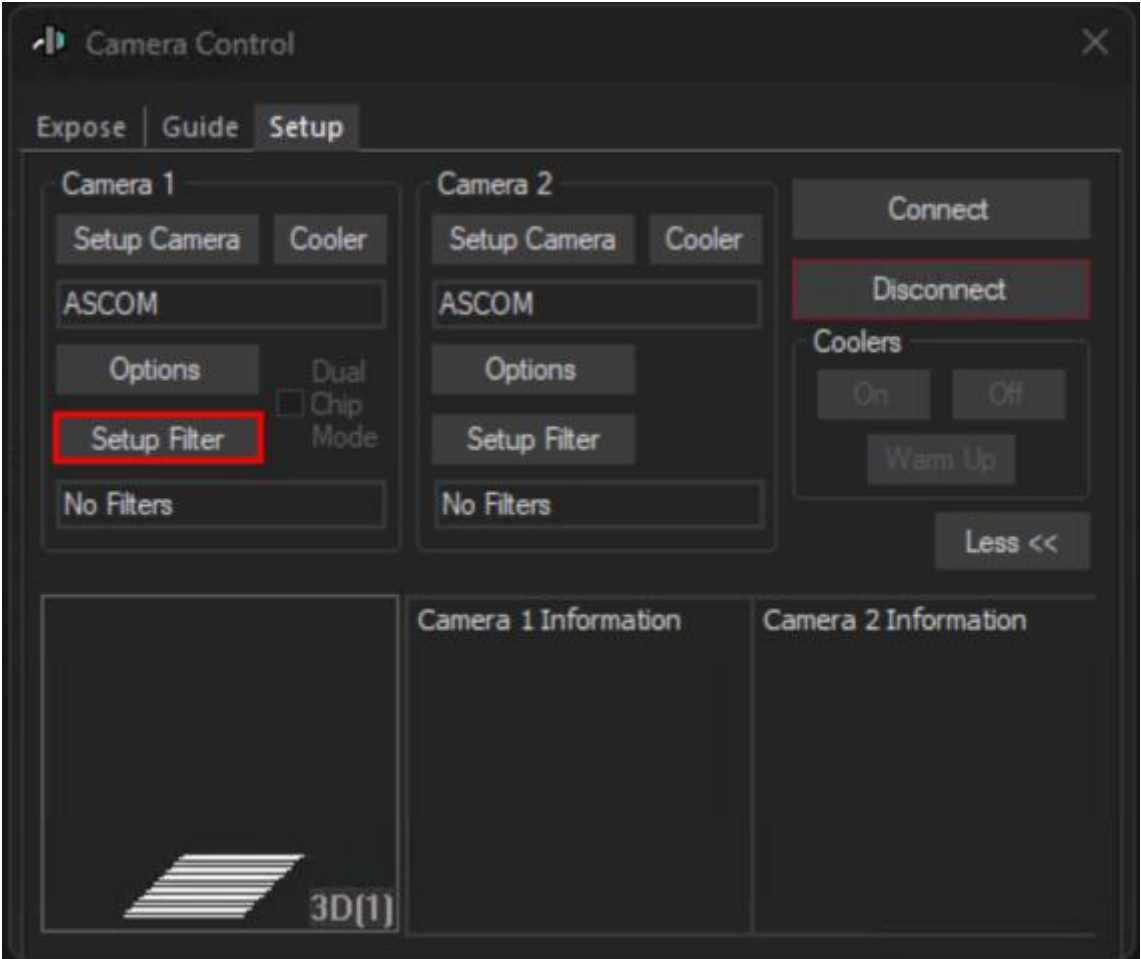 Camera Control
Expose Guide Setup
Camera 1
Setup Camera Cooler
ASCOM
Options
Dual
Chip
Mode
Setup Filter
No Filters
Camera 2
Setup Camera Cooler
ASCOM
Options
Setup Filter
No Filters
Connect
Disconnect
Coolers
On Off
Warm Up
Less <<
3D(1)
Camera 1 Information
Camera 2 Information